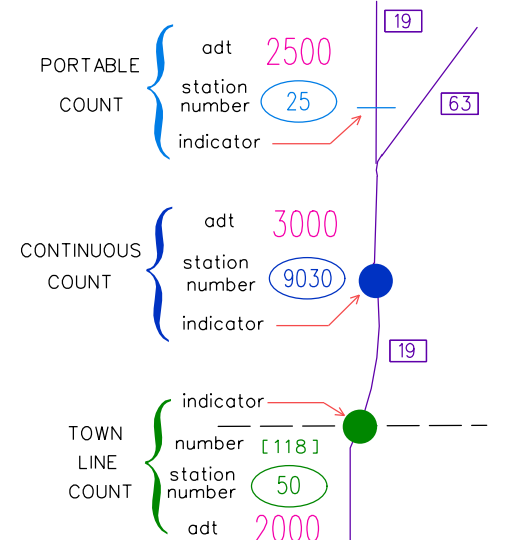 19
adt 2500
PORTABLE
COUNT
station
number 25
63
indicator
adt 3000
CONTINUOUS
COUNT
station
number 9030
indicator
19
indicator
TOWN
LINE
COUNT
number [118]
station
number 50
adt 2000